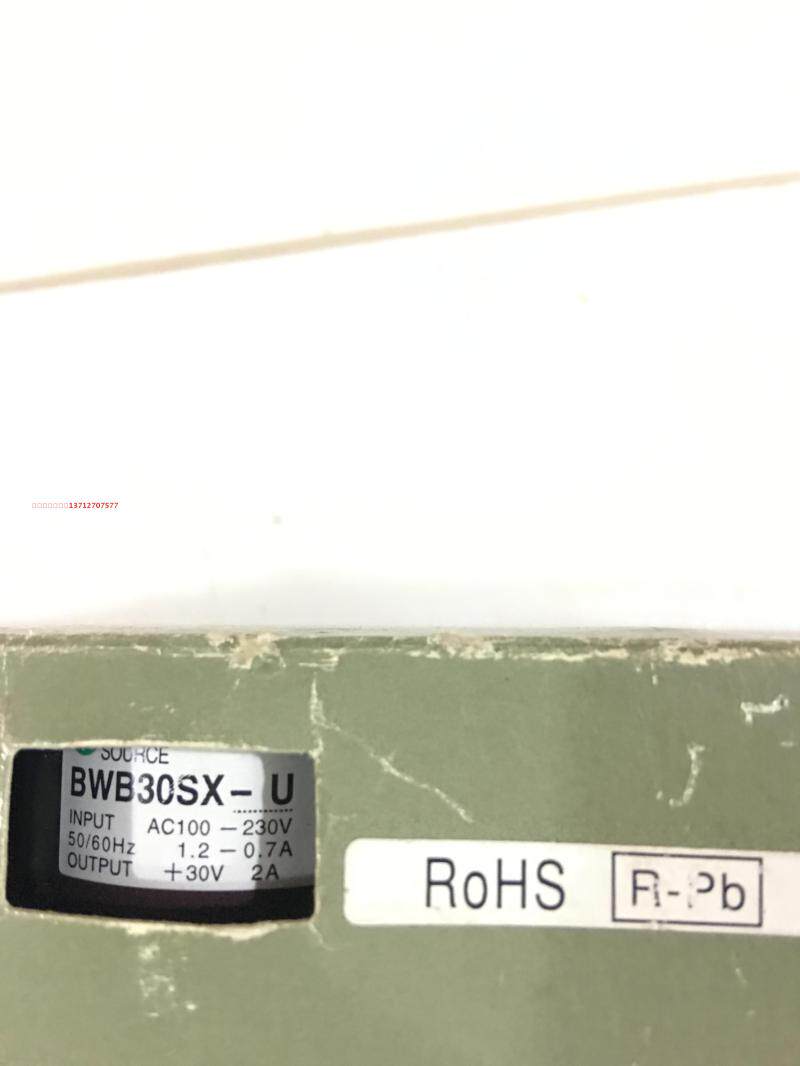 13712707577
SOURCE
BWB30SX-U
INPUT AC100-230V
50/60Hz 1.2-0.7A
OUTPUT +30V 2A
RoHS R-Pb